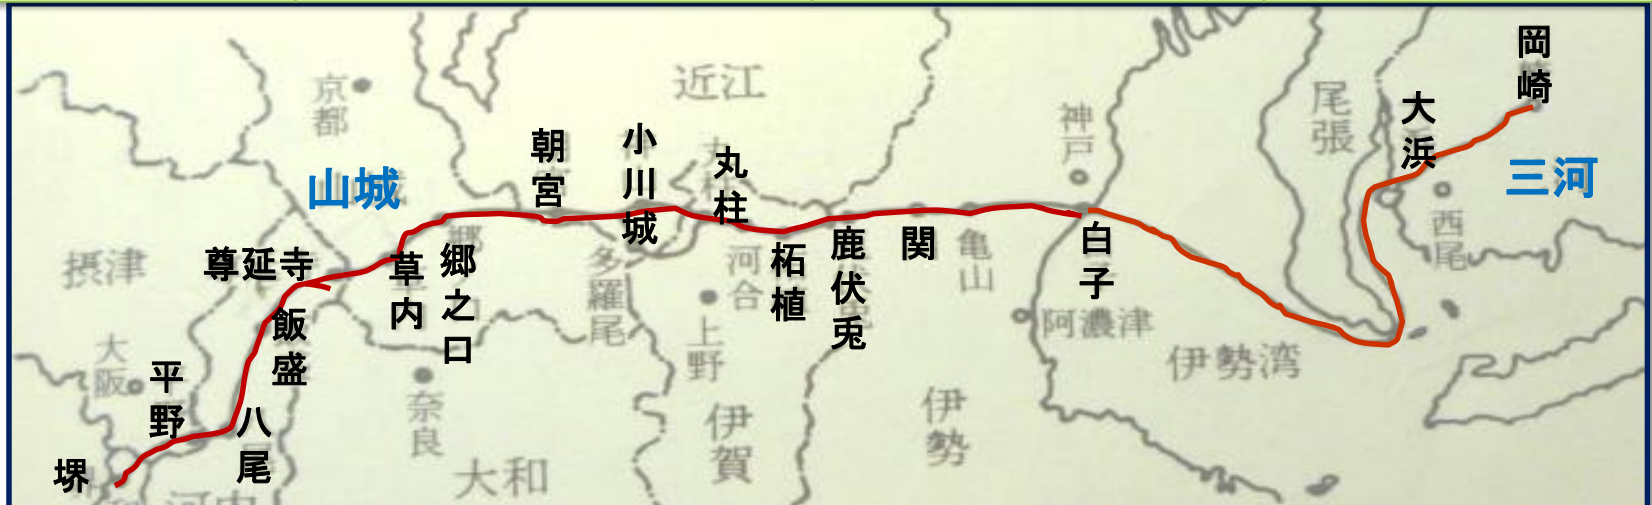 岡崎
大浜
三河
尾張
西尾
神戸
白子
阿濃津
伊勢湾
近江
亀山
関
鹿伏兎
柘植
河合
丸柱
小川城
多羅尾
上野
伊賀
伊勢
朝宮
郷之口
草内
山城
京都
尊延寺
飯盛
摂津
大阪
平野
八尾
堺
奈良
大和
河内